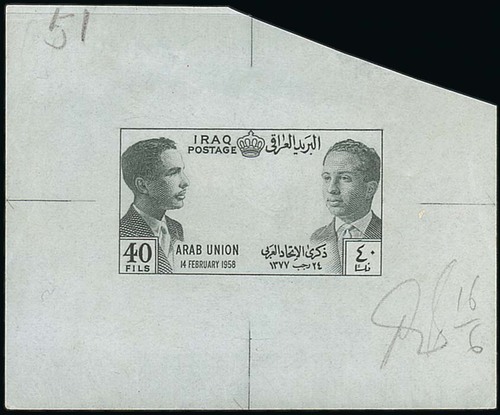 51
IRAQ
POSTAGE
البريد العراقي
40
FILS
ARAB UNION
14 FEBRUARY 1958
ذكرى الاتحاد العربي
٢٤ رجب ١٣٧٧
٤٠
فلسًا
16
6